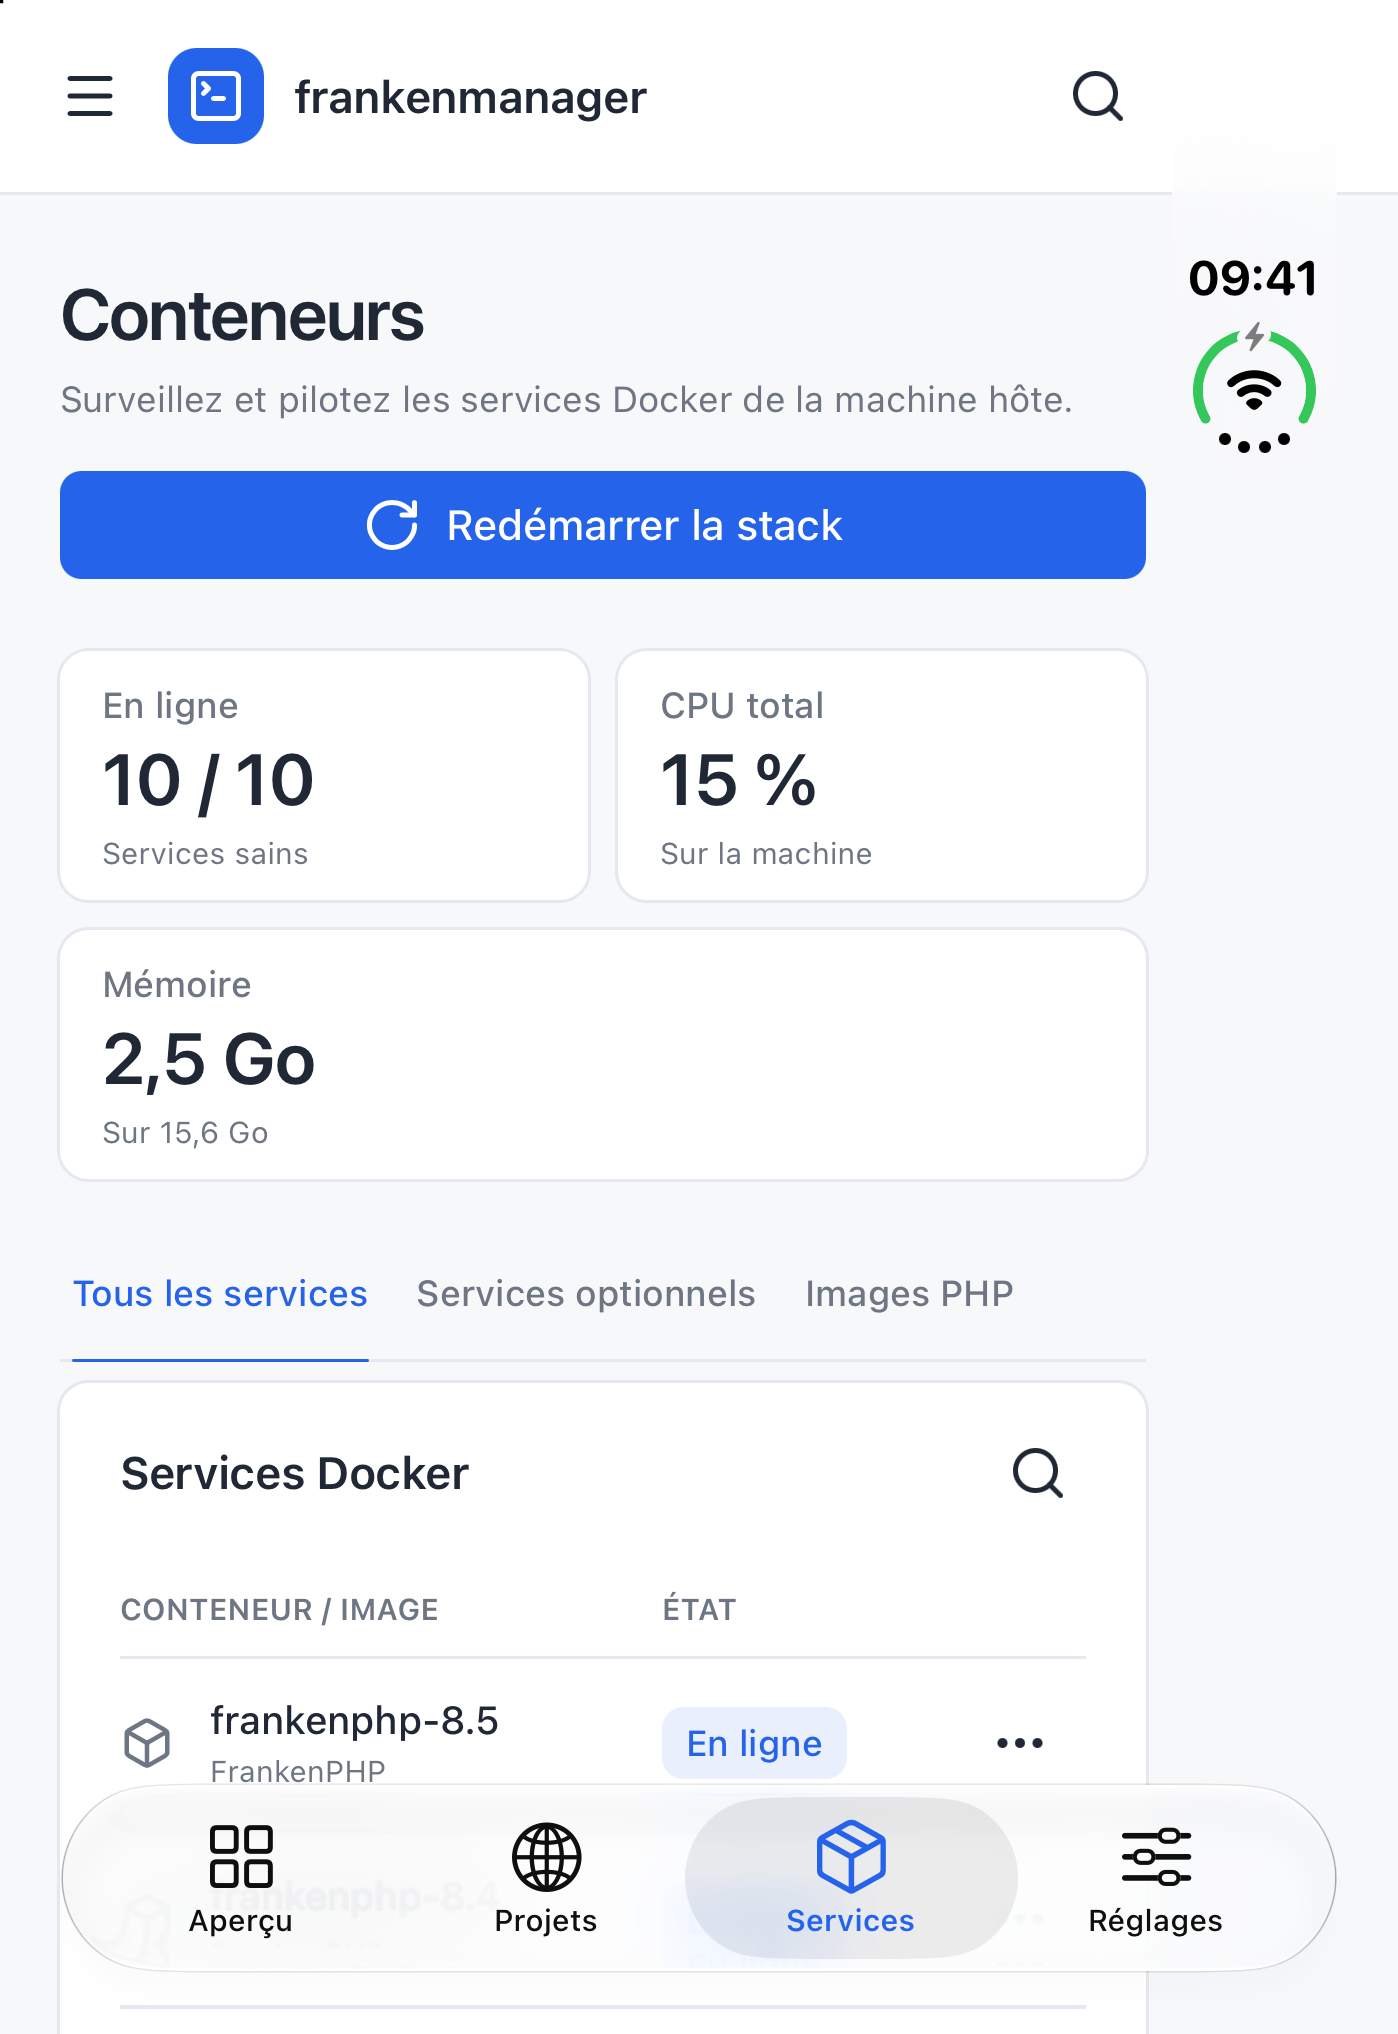 frankenmanager
09:41
Conteneurs
Surveillez et pilotez les services Docker de la machine hôte.
Redémarrer la stack
En ligne
10 / 10
Services sains
CPU total
15 %
Sur la machine
Mémoire
2,5 Go
Sur 15,6 Go
Tous les services
Services optionnels
Images PHP
Services Docker
CONTENEUR / IMAGE
ÉTAT
frankenphp-8.5
FrankenPHP
En ligne
frankenphp-8.4
Aperçu
Projets
Services
Réglages